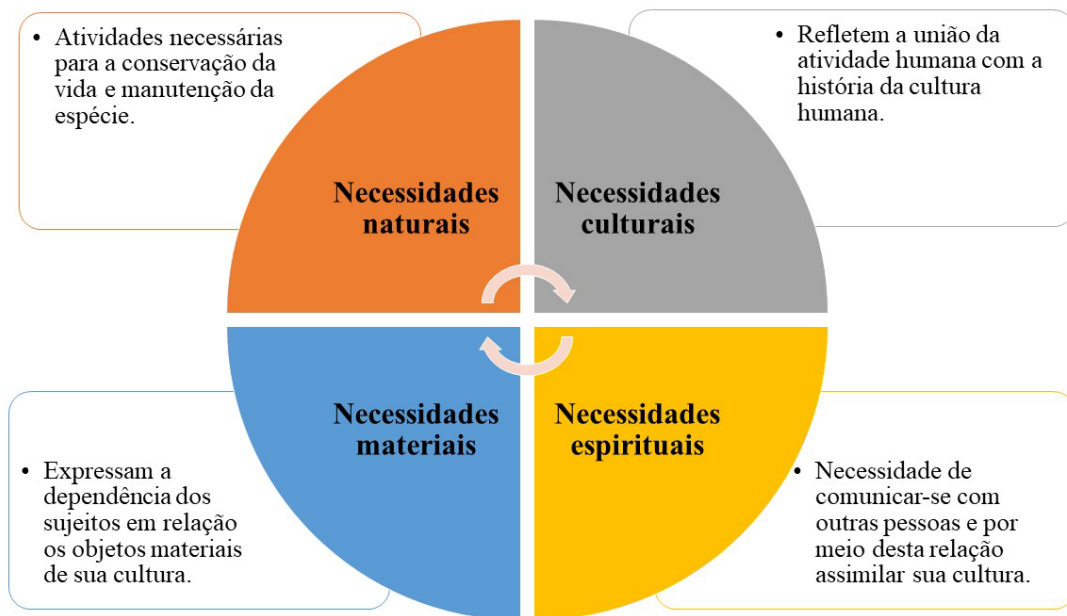 • Atividades necessárias
para a conservação da
vida e manutenção da
espécie.
• Refletem a união da
atividade humana com a
história da cultura
humana.
Necessidades
naturais
Necessidades
culturais
Necessidades
materiais
Necessidades
espirituais
• Expressam a
dependência dos
sujeitos em relação
os objetos materiais
de sua cultura.
• Necessidade de
comunicar-se com
outras pessoas e por
meio desta relação
assimilar sua cultura.